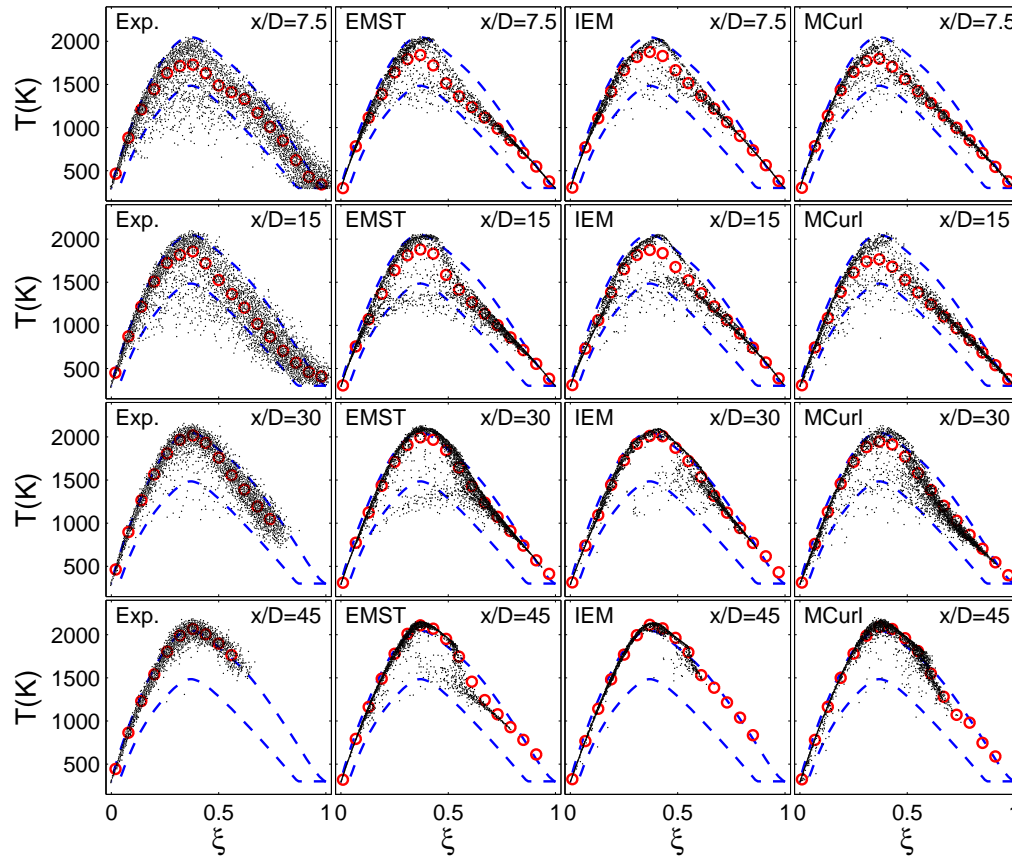 Exp. x/D=7.5 EMST x/D=7.5 IEM x/D=7.5 MCurl x/D=7.5
2000
1500
1000
500
T(K)
Exp. x/D=15 EMST x/D=15 IEM x/D=15 MCurl x/D=15
2000
1500
1000
500
T(K)
Exp. x/D=30 EMST x/D=30 IEM x/D=30 MCurl x/D=30
2000
1500
1000
500
T(K)
Exp. x/D=45 EMST x/D=45 IEM x/D=45 MCurl x/D=45
2000
1500
1000
500
T(K)
0 0.5 1 0 0.5 1 0 0.5 1 0 0.5 1
ξ ξ ξ ξ